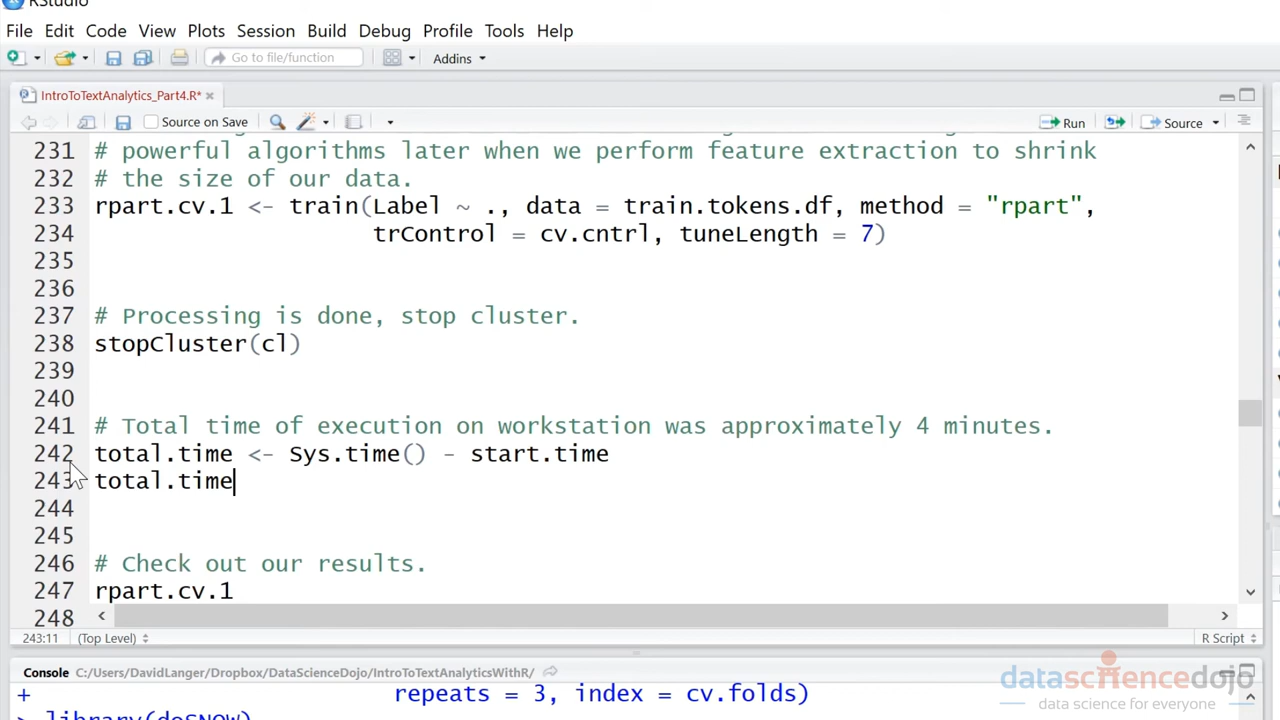 RStudio
File Edit Code View Plots Session Build Debug Profile Tools Help
Go to file/function Addins
IntroToTextAnalytics_Part4.R*
Source on Save Run Source
231 # powerful algorithms later when we perform feature extraction to shrink
232 # the size of our data.
233 rpart.cv.1 <- train(Label ~ ., data = train.tokens.df, method = "rpart",
234 trControl = cv.cntrl, tuneLength = 7)
235
236
237 # Processing is done, stop cluster.
238 stopCluster(cl)
239
240
241 # Total time of execution on workstation was approximately 4 minutes.
242 total.time <- Sys.time() - start.time
243 total.time
244
245
246 # Check out our results.
247 rpart.cv.1
248
243:11 (Top Level) R Script
Console C:/Users/DavidLanger/Dropbox/DataScienceDojo/IntroToTextAnalyticsWithR/
+ repeats = 3, index = cv.folds)
> library(doSNOW)
datasciencedojo
data science for everyone